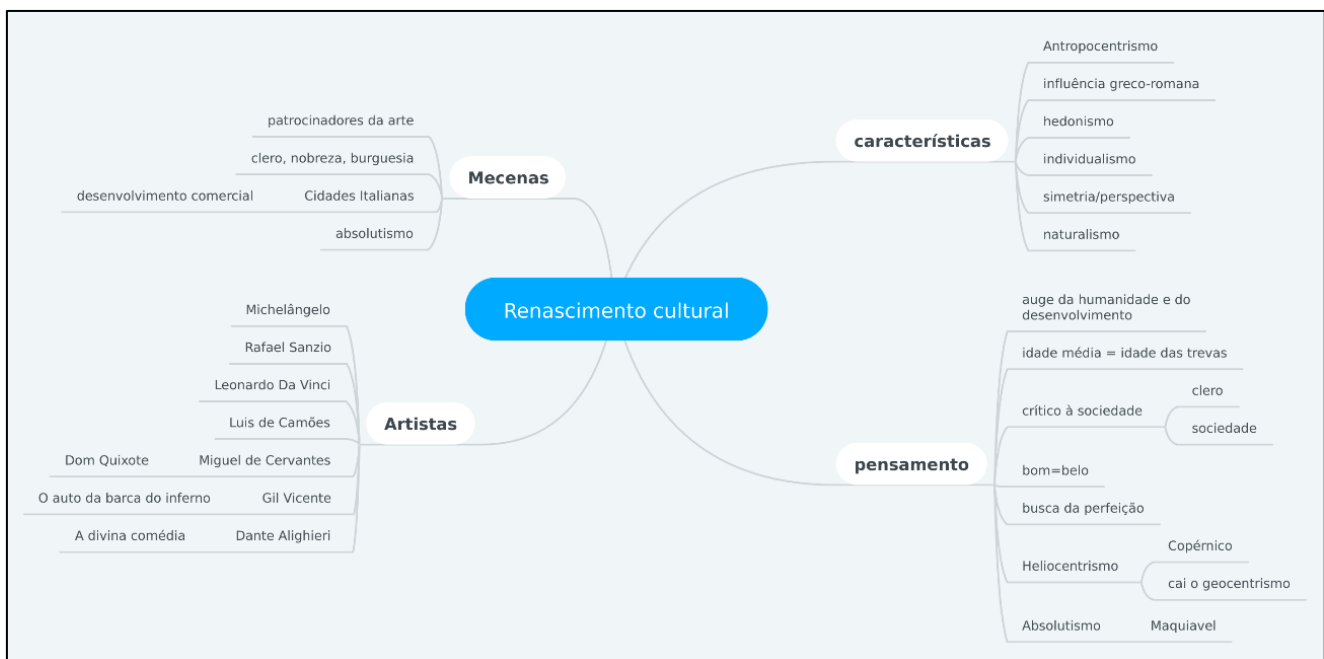 Renascimento cultural
Mecenas
patrocinadores da arte
clero, nobreza, burguesia
Cidades Italianas
desenvolvimento comercial
absolutismo
Artistas
Michelângelo
Rafael Sanzio
Leonardo Da Vinci
Luis de Camões
Miguel de Cervantes
Dom Quixote
Gil Vicente
O auto da barca do inferno
Dante Alighieri
A divina comédia
características
Antropocentrismo
influência greco-romana
hedonismo
individualismo
simetria/perspectiva
naturalismo
pensamento
auge da humanidade e do
desenvolvimento
idade média = idade das trevas
crítico à sociedade
clero
sociedade
bom=belo
busca da perfeição
Heliocentrismo
Copérnico
cai o geocentrismo
Absolutismo
Maquiavel